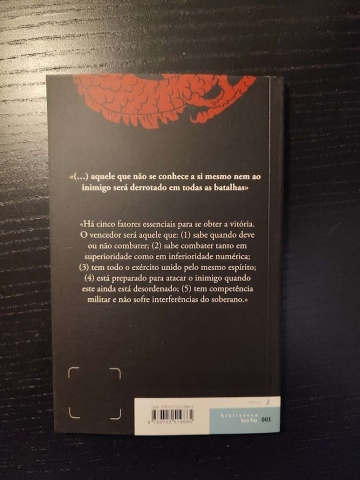 «(…) aquele que não se conhece a si mesmo nem ao
inimigo será derrotado em todas as batalhas»
«Há cinco fatores essenciais para se obter a vitória.
O vencedor será aquele que: (1) sabe quando deve
ou não combater; (2) sabe combater tanto em
superioridade como em inferioridade numérica;
(3) tem todo o exército unido pelo mesmo espírito;
(4) está preparado para atacar o inimigo quando
este ainda está desordenado; (5) tem competência
militar e não sofre interferências do soberano.»
biblioteca
Sun Tzu
001